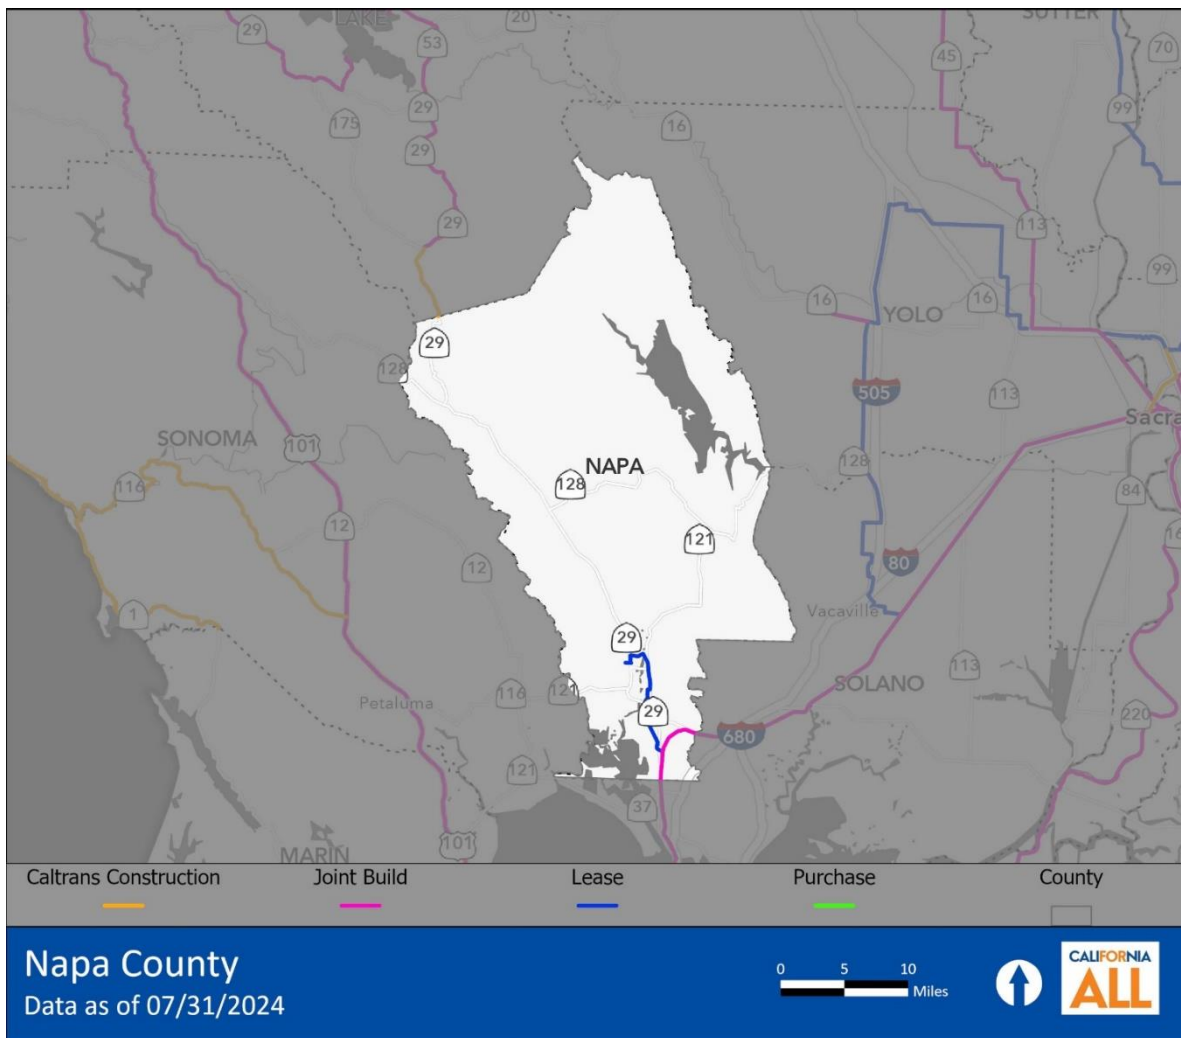 LAKE
20
SUTTER
29
53
45
70
29
99
175
16
29
29
113
99
16
YOLO
16
29
128
505
113
SONOMA
101
Sacra
NAPA
128
128
116
84
12
121
16
80
12
1
Vacaville
29
113
SOLANO
116
121
Petaluma
29
220
680
121
37
101
MARIN
Caltrans Construction Joint Build Lease Purchase County
Napa County
Data as of 07/31/2024
0 5 10
Miles
CALIFORNIA
ALL